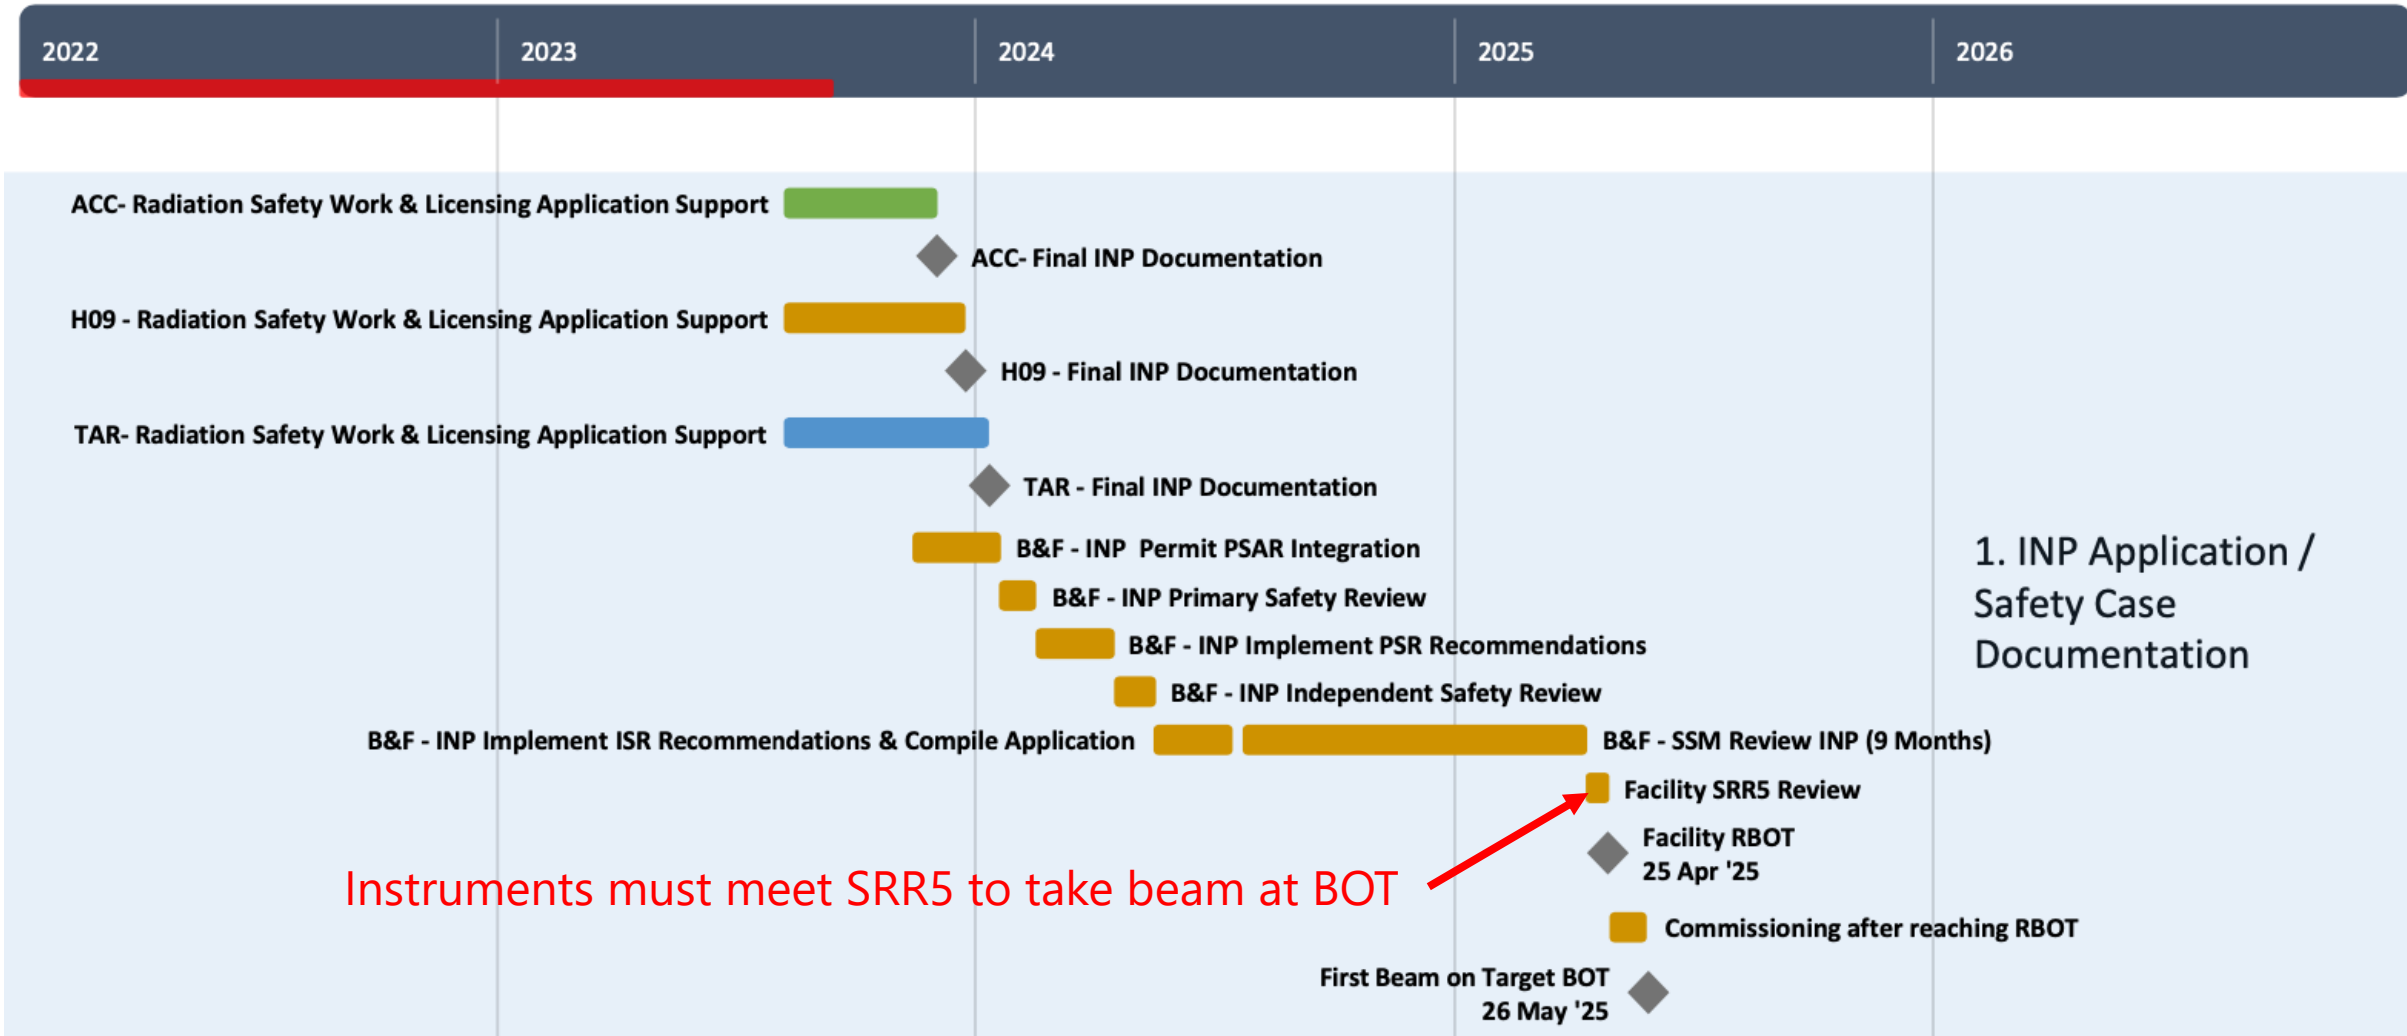 2022
2023
2024
2025
2026
ACC- Radiation Safety Work & Licensing Application Support
ACC- Final INP Documentation
H09 - Radiation Safety Work & Licensing Application Support
H09 - Final INP Documentation
TAR- Radiation Safety Work & Licensing Application Support
TAR - Final INP Documentation
B&F - INP  Permit PSAR Integration
B&F - INP Primary Safety Review
B&F - INP Implement PSR Recommendations
B&F - INP Independent Safety Review
1. INP Application /
Safety Case
Documentation
B&F - INP Implement ISR Recommendations & Compile Application
B&F - SSM Review INP (9 Months)
Facility SRR5 Review
Facility RBOT
25 Apr '25
Instruments must meet SRR5 to take beam at BOT
Commissioning after reaching RBOT
First Beam on Target BOT
26 May '25